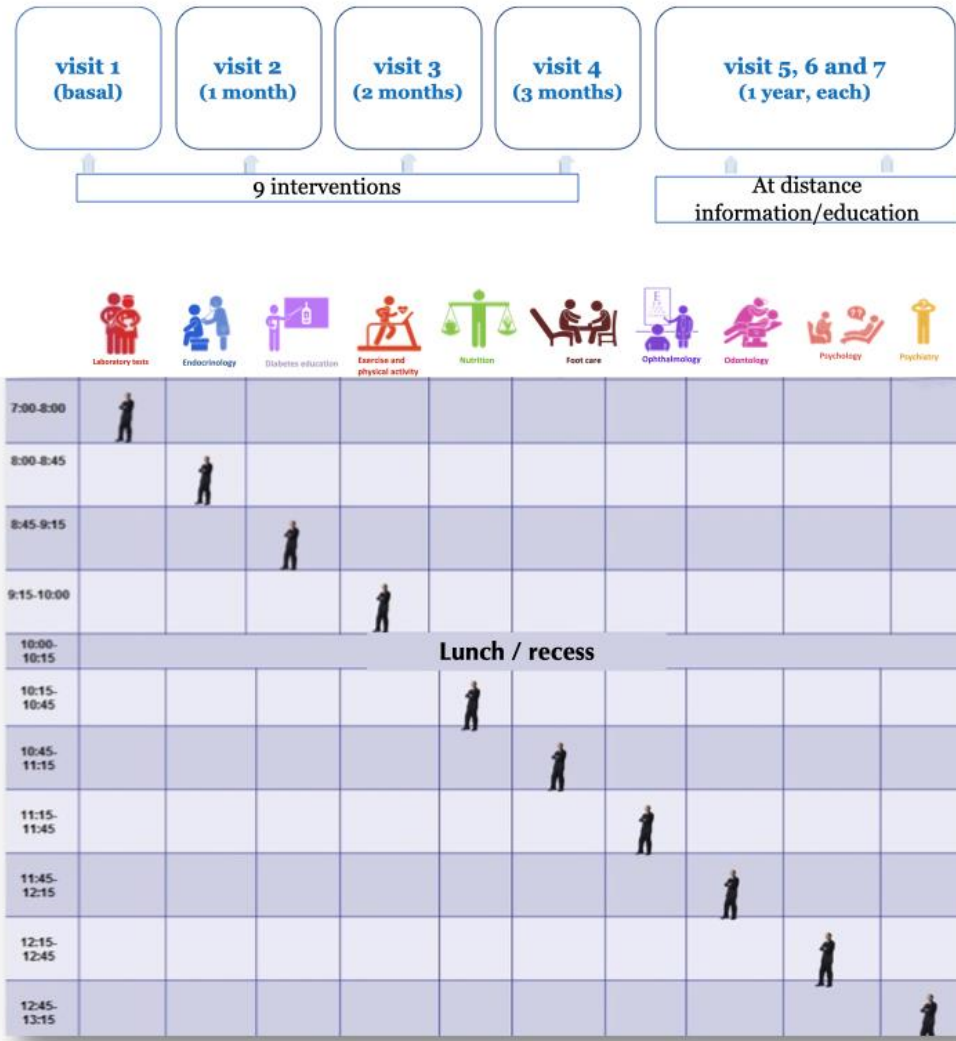 visit 1
(basal)
visit 2
(1 month)
visit 3
(2 months)
visit 4
(3 months)
visit 5, 6 and 7
(1 year, each)
9 interventions
At distance
information/education
Laboratory tests
Endocrinology
Diabetes education
Exercise and
physical activity
Nutrition
Foot care
Ophthalmology
Odontology
Psychology
Psychiatry
7:00-8:00
8:00-8:45
8:45-9:15
9:15-10:00
10:00-
10:15
Lunch / recess
10:15-
10:45
10:45-
11:15
11:15-
11:45
11:45-
12:15
12:15-
12:45
12:45-
13:15